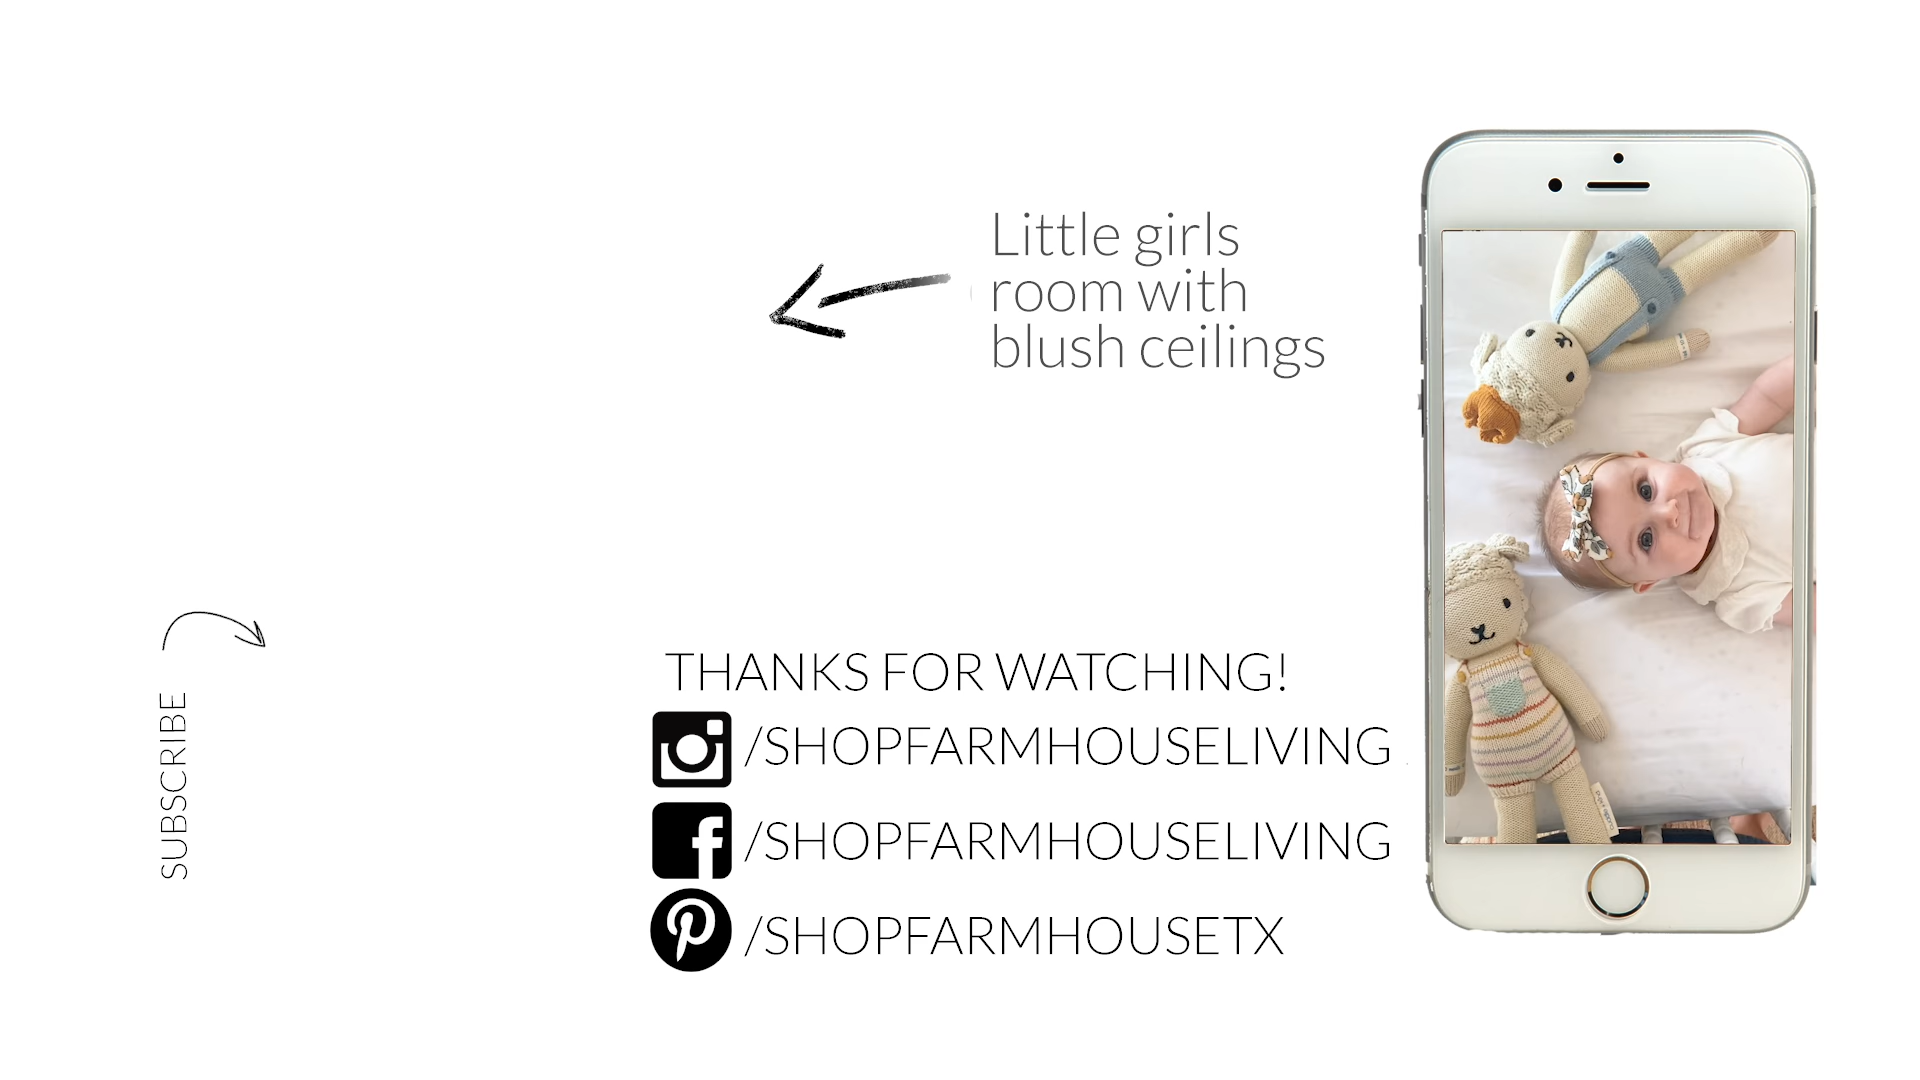 Little girls
room with
blush ceilings
SUBSCRIBE
THANKS FOR WATCHING!
/SHOPFARMHOUSELIVING
/SHOPFARMHOUSELIVING
/SHOPFARMHOUSETX